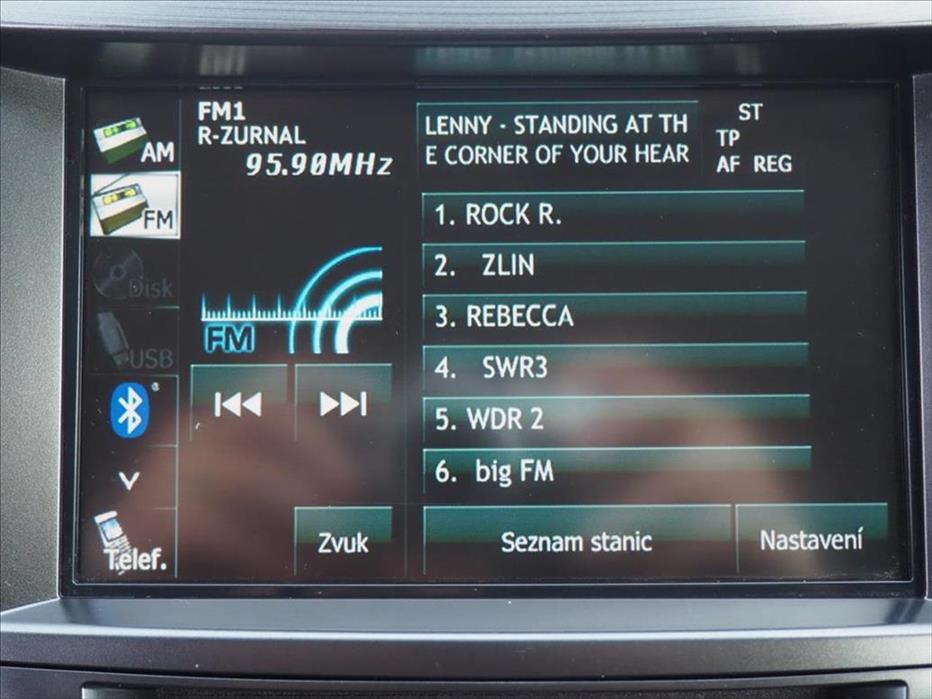 AM
FM
Disk
USB
Telef.
FM1
R-ZURNAL
95.90MHz
FM
Zvuk
LENNY - STANDING AT TH
E CORNER OF YOUR HEAR
ST
TP
AF REG
1. ROCK R.
2. ZLIN
3. REBECCA
4. SWR3
5. WDR 2
6. big FM
Seznam stanic
Nastavení